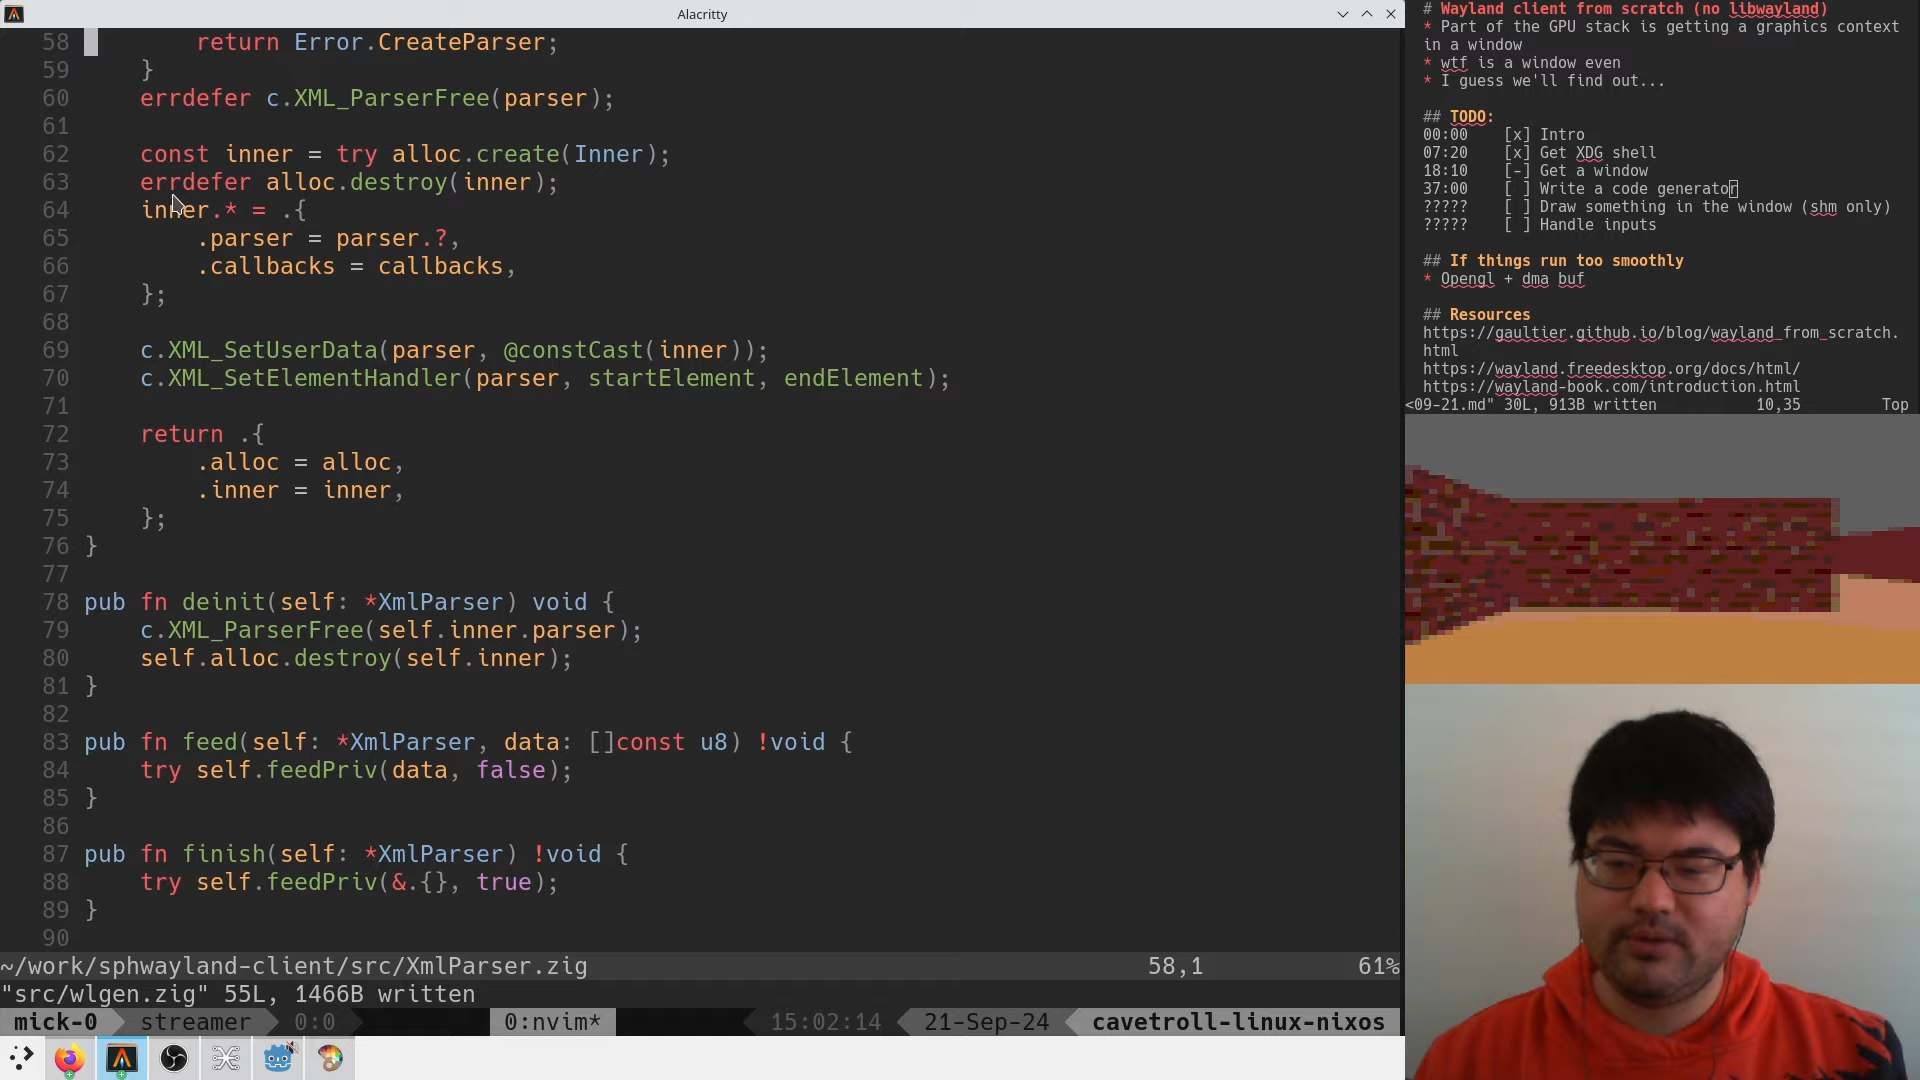 Alacritty
58 return Error.CreateParser;
59 }
60 errdefer c.XML_ParserFree(parser);
61
62 const inner = try alloc.create(Inner);
63 errdefer alloc.destroy(inner);
64 inner.* = .{
65 .parser = parser.?,
66 .callbacks = callbacks,
67 };
68
69 c.XML_SetUserData(parser, @constCast(inner));
70 c.XML_SetElementHandler(parser, startElement, endElement);
71
72 return .{
73 .alloc = alloc,
74 .inner = inner,
75 };
76 }
77
78 pub fn deinit(self: *XmlParser) void {
79 c.XML_ParserFree(self.inner.parser);
80 self.alloc.destroy(self.inner);
81 }
82
83 pub fn feed(self: *XmlParser, data: []const u8) !void {
84 try self.feedPriv(data, false);
85 }
86
87 pub fn finish(self: *XmlParser) !void {
88 try self.feedPriv(&.{}, true);
89 }
90
~/work/sphwayland-client/src/XmlParser.zig 58,1 61%
"src/wlgen.zig" 55L, 1466B written
mick-0 streamer 0:0 0:nvim* 15:02:14 21-Sep-24 cavetroll-linux-nixos
# Wayland client from scratch (no libwayland)
* Part of the GPU stack is getting a graphics context
in a window
* wtf is a window even
* I guess we'll find out...
## TODO:
00:00 [x] Intro
07:20 [x] Get XDG shell
18:10 [-] Get a window
37:00 [ ] Write a code generator
????? [ ] Draw something in the window (shm only)
????? [ ] Handle inputs
## If things run too smoothly
* Opengl + dma buf
## Resources
https://gaultier.github.io/blog/wayland_from_scratch.
html
https://wayland.freedesktop.org/docs/html/
https://wayland-book.com/introduction.html
<09-21.md" 30L, 913B written 10,35 Top